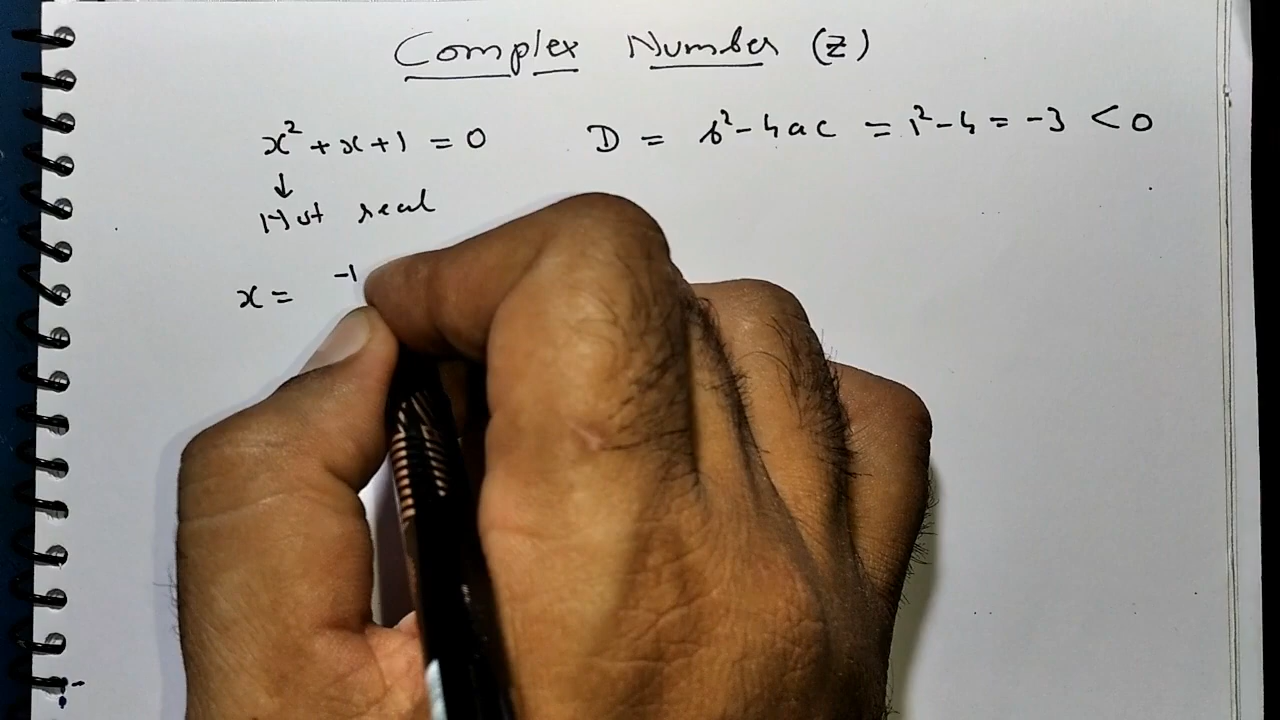 Complex Number (z)
x² + x + 1 = 0 D = b² - 4ac = 1² - 4 = -3 < 0
↓
Not real
x = -1